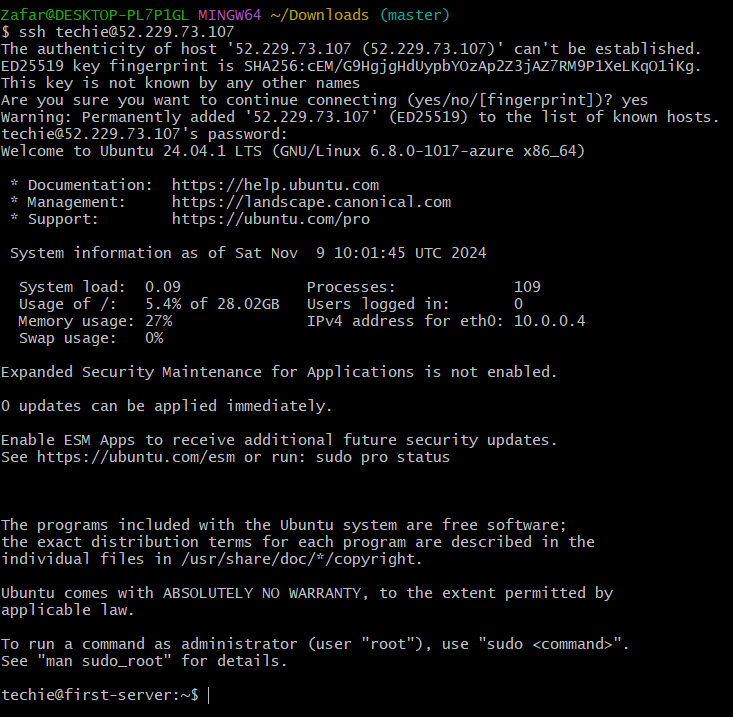 Zafar@DESKTOP-PL7P1GL MINGW64 ~/Downloads (master)
$ ssh techie@52.229.73.107
The authenticity of host '52.229.73.107 (52.229.73.107)' can't be established.
ED25519 key fingerprint is SHA256:cEM/G9HgjgHdUypbYOzAp2Z3jAZ7RM9P1XeLKqO1iKg.
This key is not known by any other names
Are you sure you want to continue connecting (yes/no/[fingerprint])? yes
Warning: Permanently added '52.229.73.107' (ED25519) to the list of known hosts.
techie@52.229.73.107's password:
Welcome to Ubuntu 24.04.1 LTS (GNU/Linux 6.8.0-1017-azure x86_64)

 * Documentation:  https://help.ubuntu.com
 * Management:     https://landscape.canonical.com
 * Support:        https://ubuntu.com/pro

 System information as of Sat Nov  9 10:01:45 UTC 2024

  System load:  0.09               Processes:             109
  Usage of /:   5.4% of 28.02GB    Users logged in:       0
  Memory usage: 27%                IPv4 address for eth0: 10.0.0.4
  Swap usage:   0%

Expanded Security Maintenance for Applications is not enabled.

0 updates can be applied immediately.

Enable ESM Apps to receive additional future security updates.
See https://ubuntu.com/esm or run: sudo pro status

The programs included with the Ubuntu system are free software;
the exact distribution terms for each program are described in the
individual files in /usr/share/doc/*/copyright.

Ubuntu comes with ABSOLUTELY NO WARRANTY, to the extent permitted by
applicable law.

To run a command as administrator (user "root"), use "sudo <command>".
See "man sudo_root" for details.

techie@first-server:~$